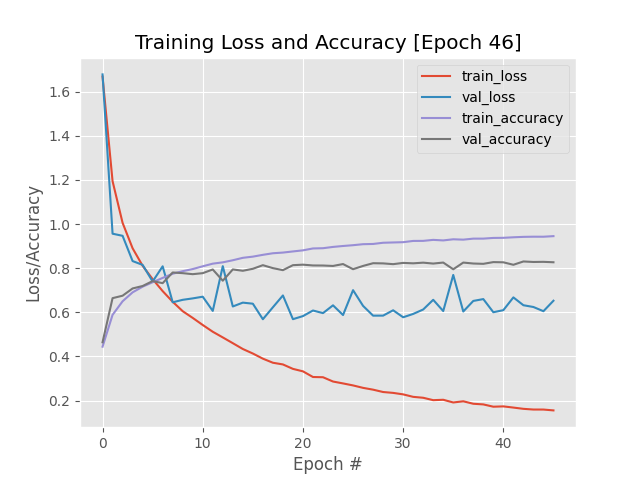 Training Loss and Accuracy [Epoch 46]
train_loss
val_loss
train_accuracy
val_accuracy
1.6
1.4
1.2
1.0
0.8
0.6
0.4
0.2
Loss/Accuracy
0 10 20 30 40
Epoch #